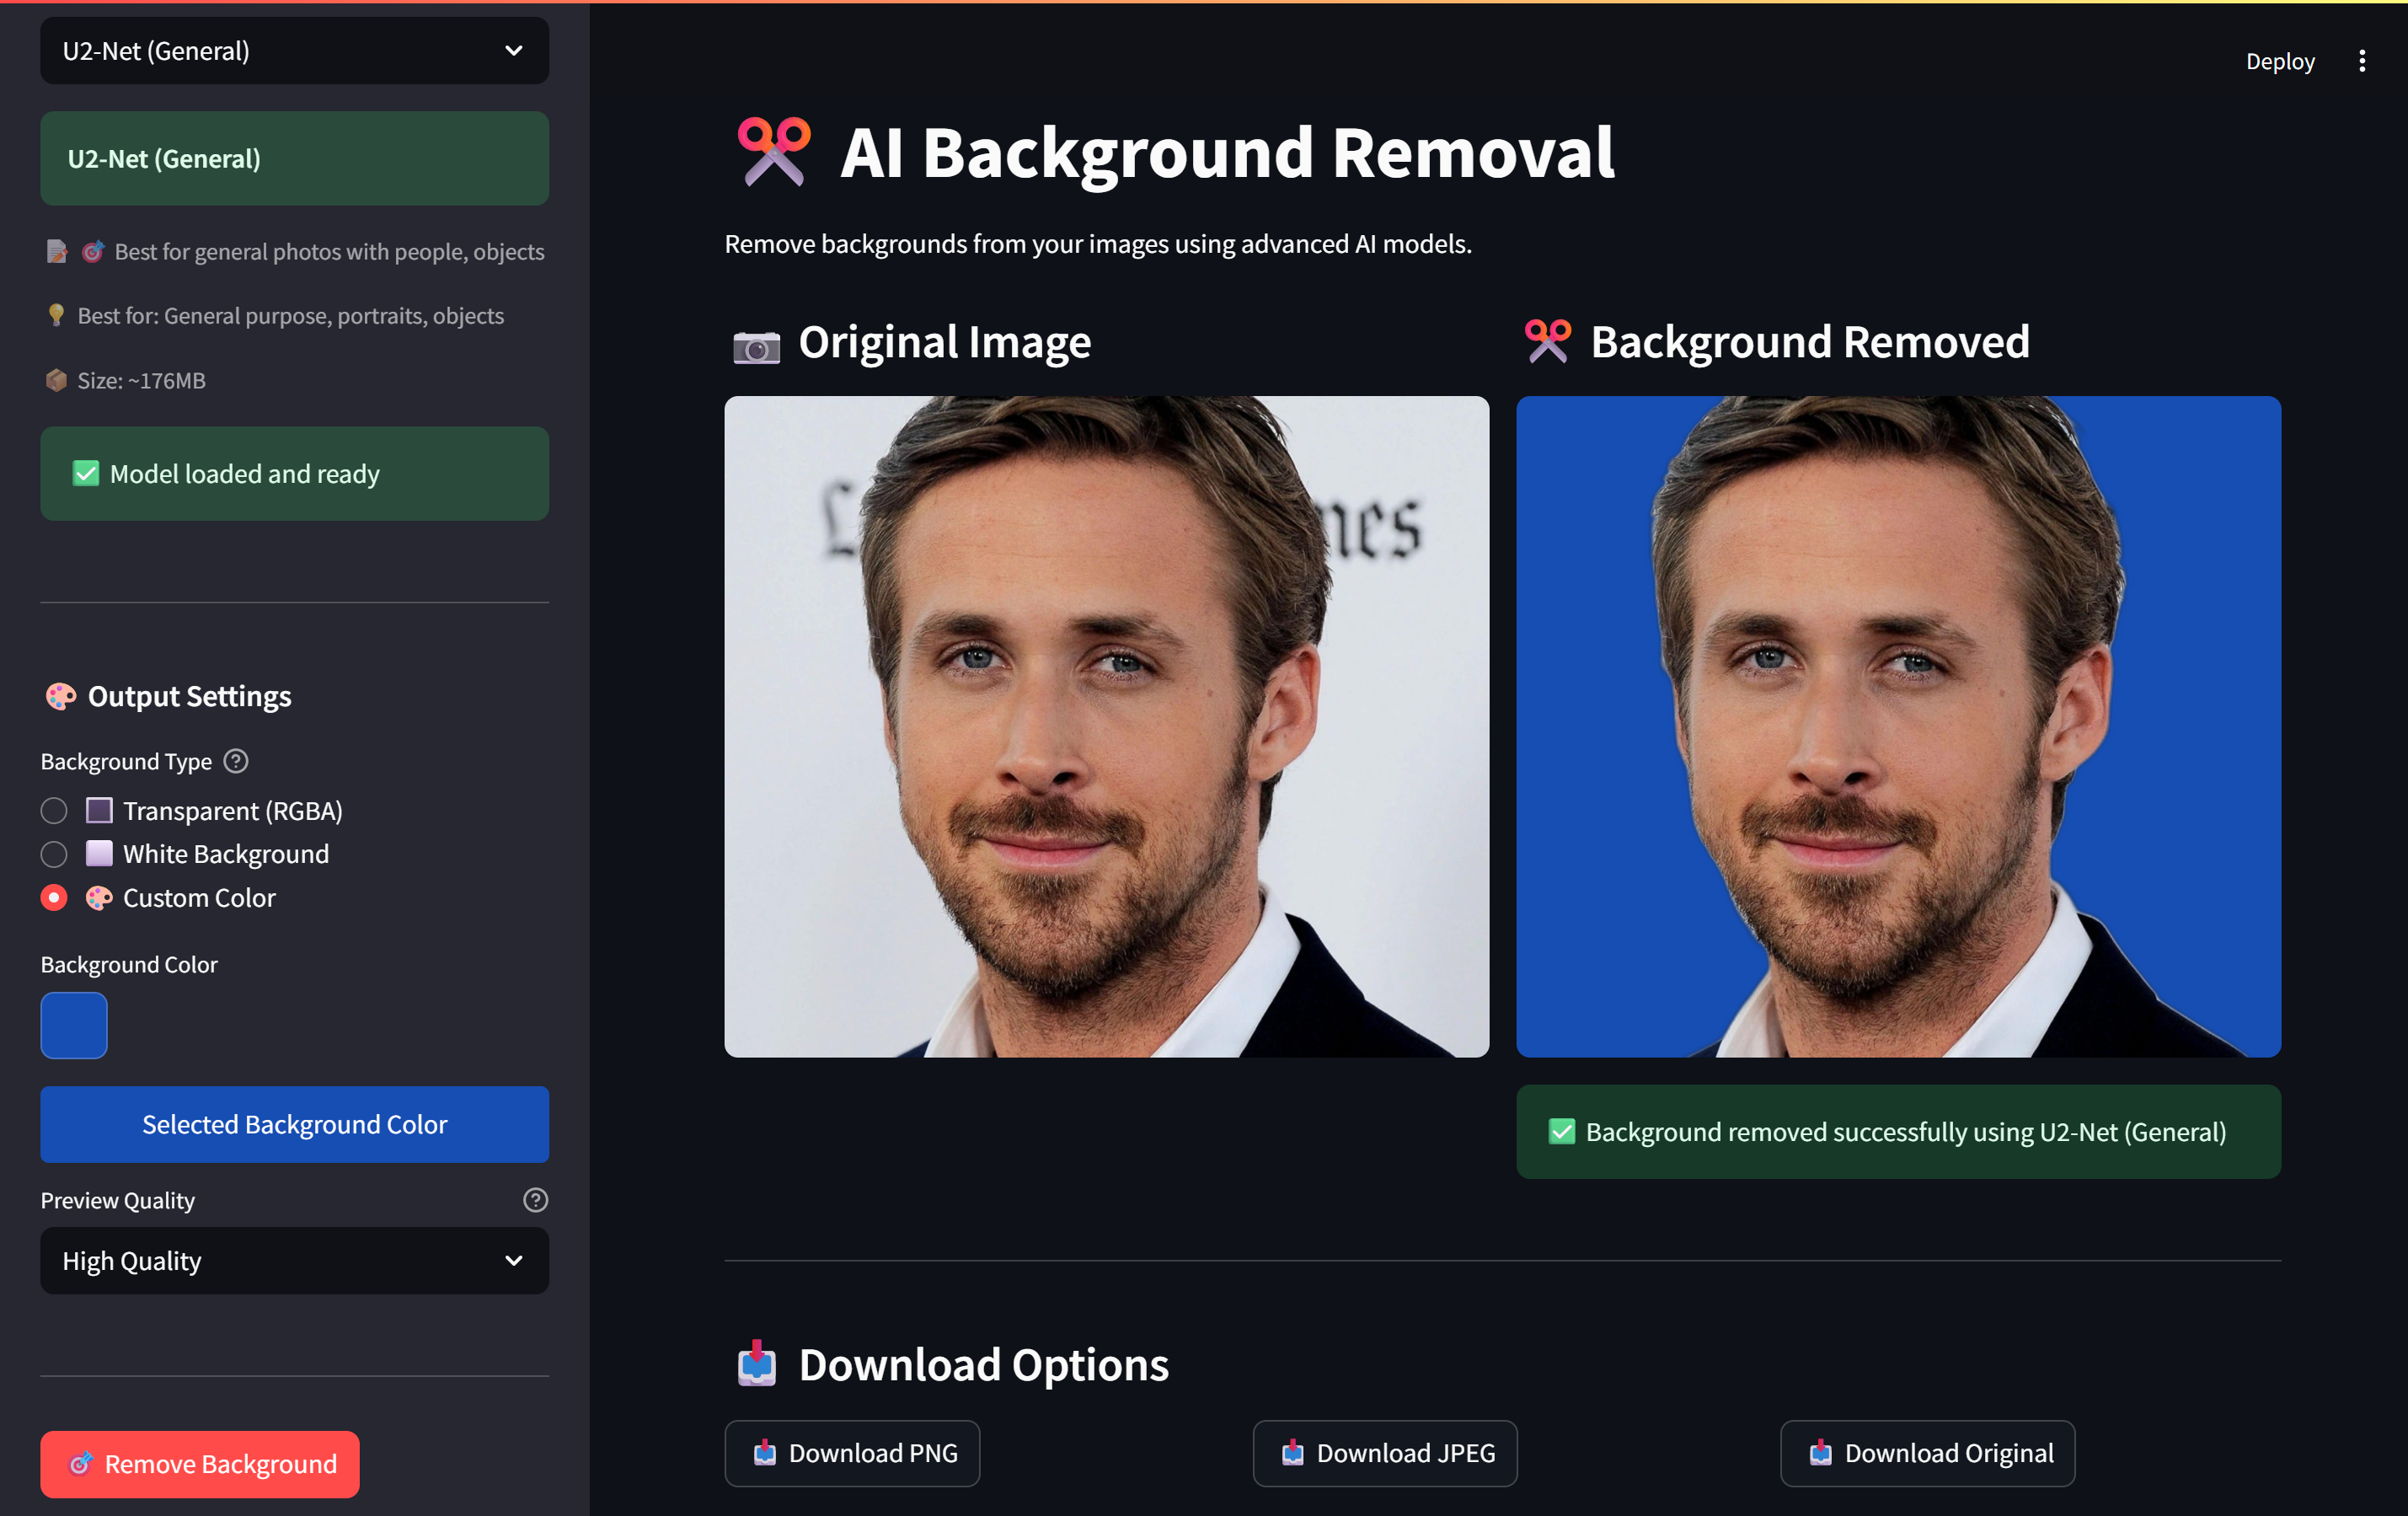 U2-Net (General)
U2-Net (General)
Best for general photos with people, objects
Best for: General purpose, portraits, objects
Size: ~176MB
Model loaded and ready
Output Settings
Background Type
Transparent (RGBA)
White Background
Custom Color
Background Color
Selected Background Color
Preview Quality
High Quality
Remove Background
Deploy
AI Background Removal
Remove backgrounds from your images using advanced AI models.
Original Image
Background Removed
Background removed successfully using U2-Net (General)
Download Options
Download PNG
Download JPEG
Download Original